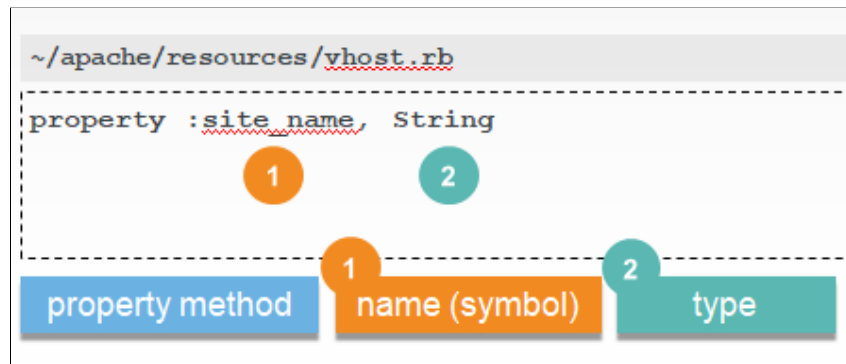 ~/apache/resources/vhost.rb
property :site_name, String
1 2
1 2
property method name (symbol) type